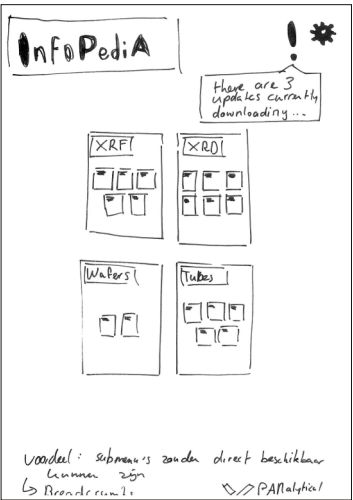 InFoPediA
!
there are 3
updates currently
downloading...
XRF
XRD
Wafers
Tubes
Voordeel: submenu's zouden direct beschikbaar
kunnen zijn
↳
PANalytical